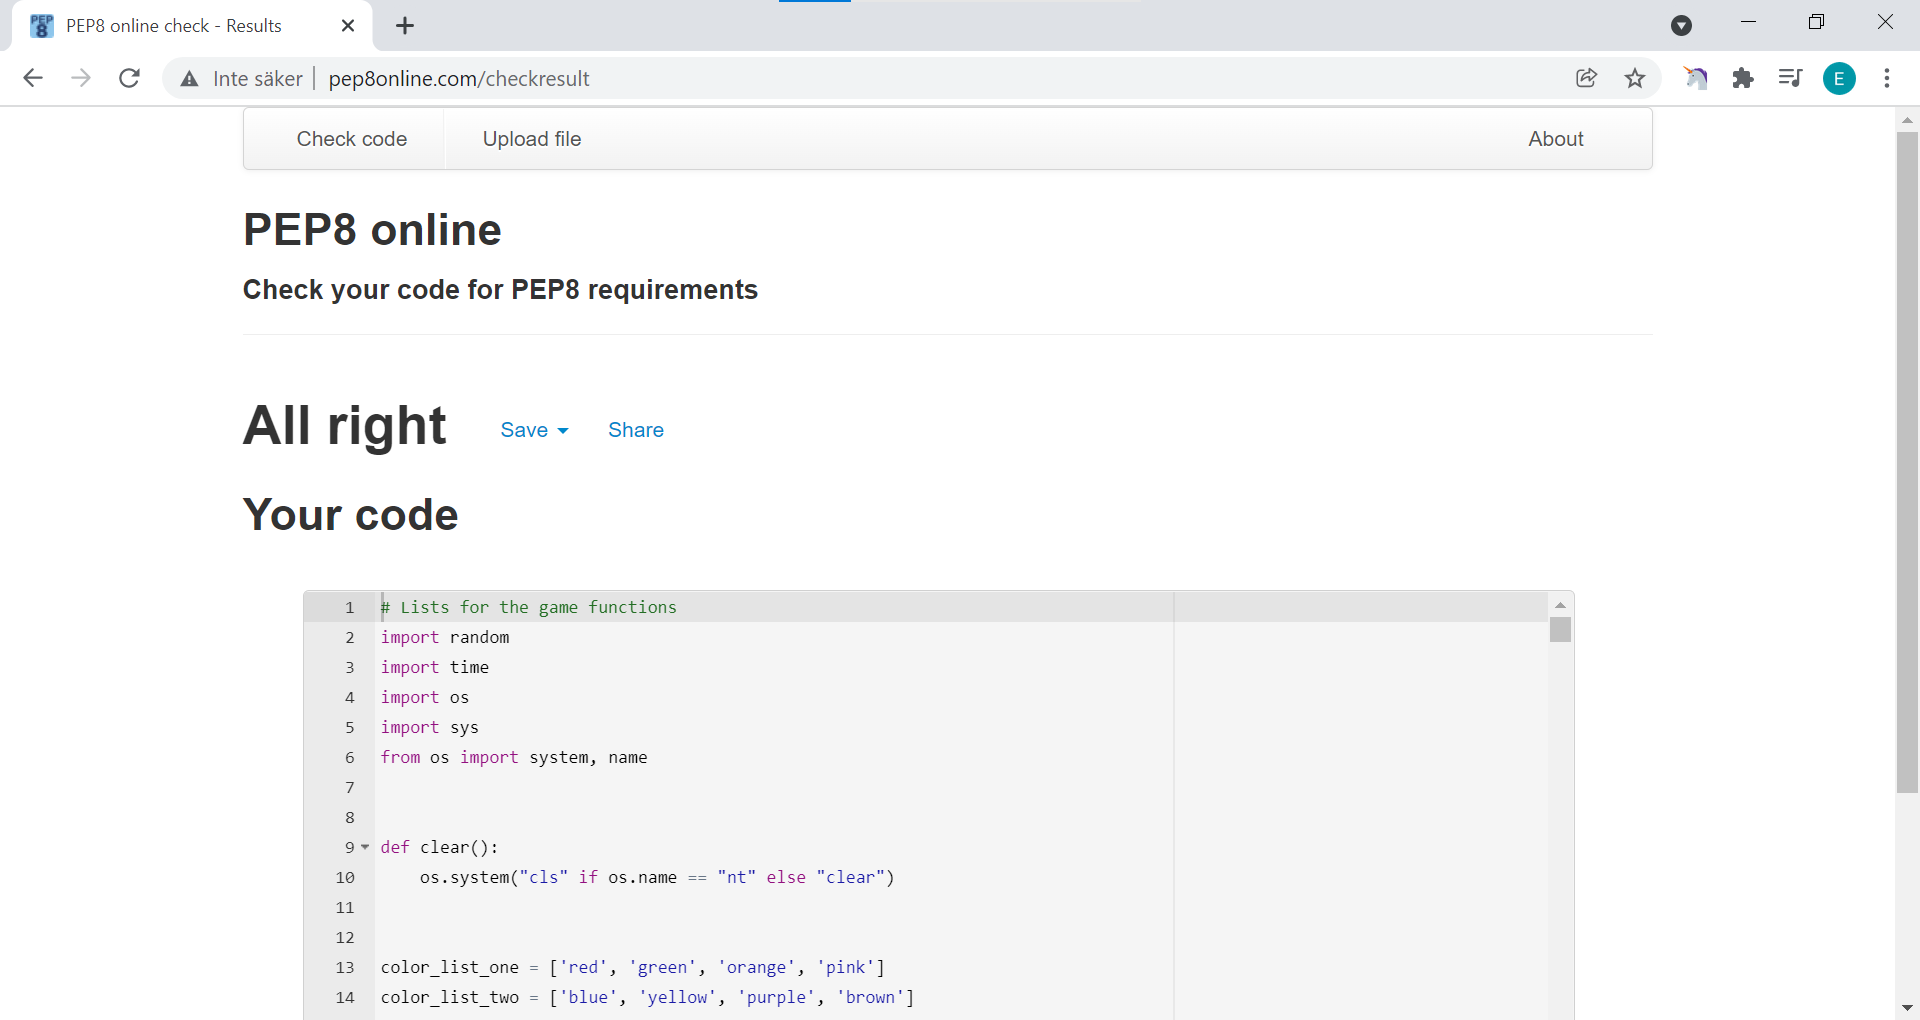 PEP8 online check - Results
Inte säker pep8online.com/checkresult
E
Check code Upload file About
PEP8 online
Check your code for PEP8 requirements
All right Save Share
Your code
1 # Lists for the game functions
2 import random
3 import time
4 import os
5 import sys
6 from os import system, name
7
8
9 def clear():
10 os.system("cls" if os.name == "nt" else "clear")
11
12
13 color_list_one = ['red', 'green', 'orange', 'pink']
14 color_list_two = ['blue', 'yellow', 'purple', 'brown']